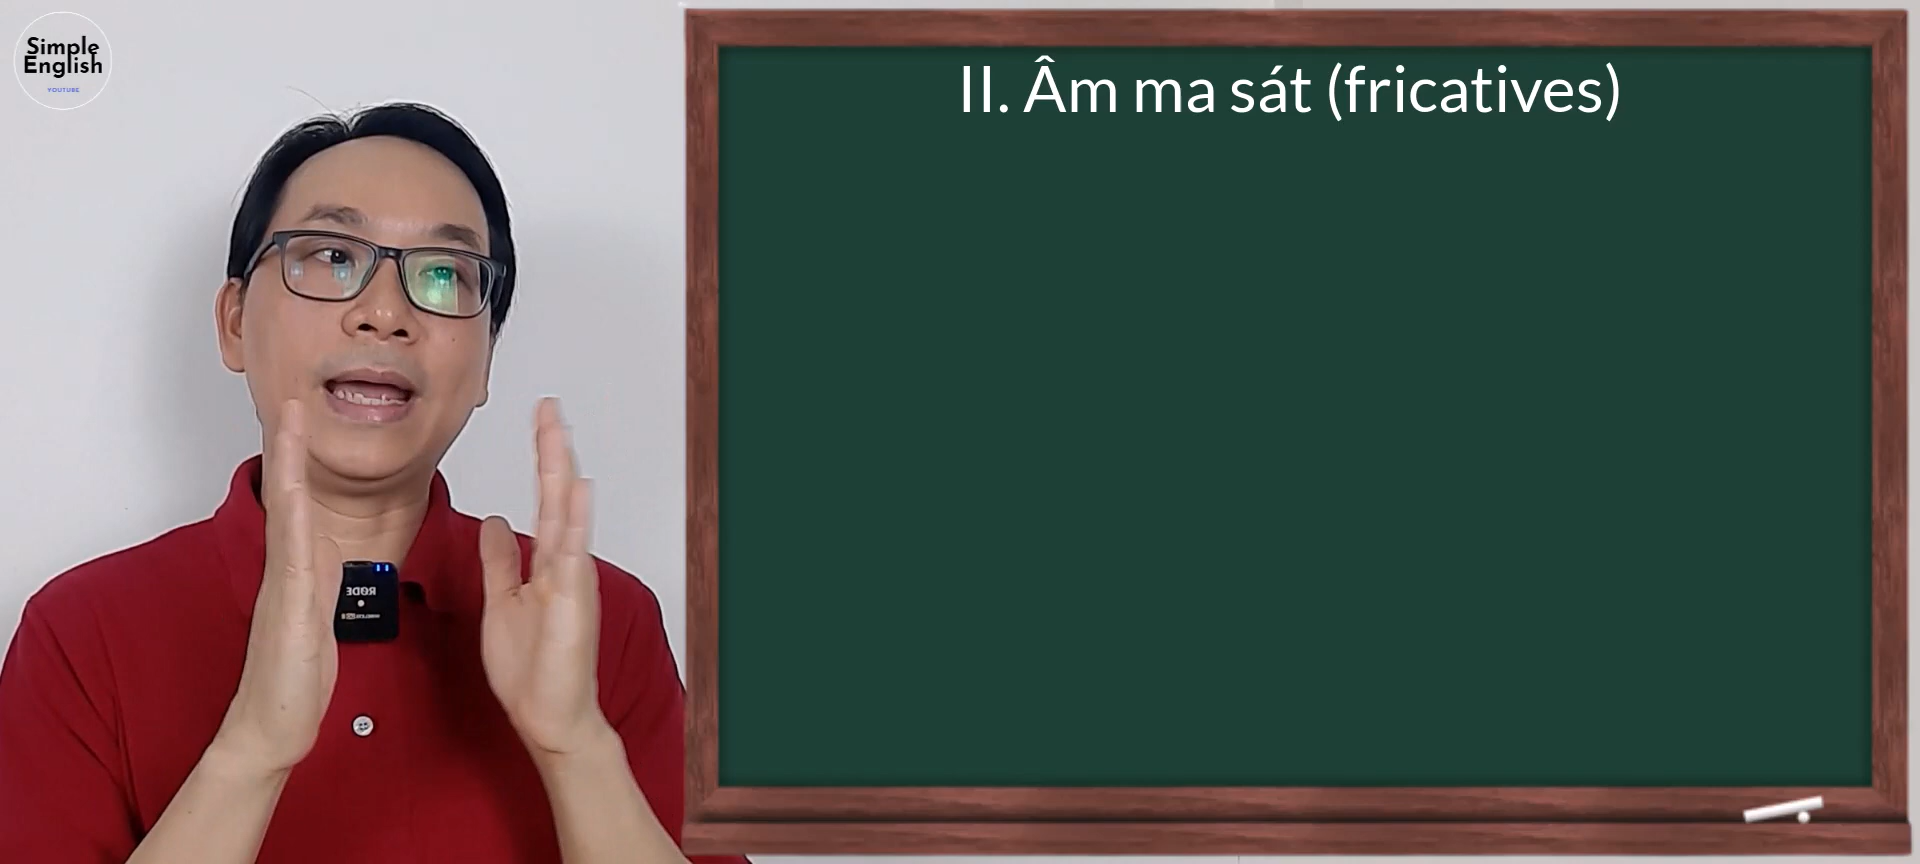 Simple
English
YOUTUBE
II. Âm ma sát (fricatives)
RØDE